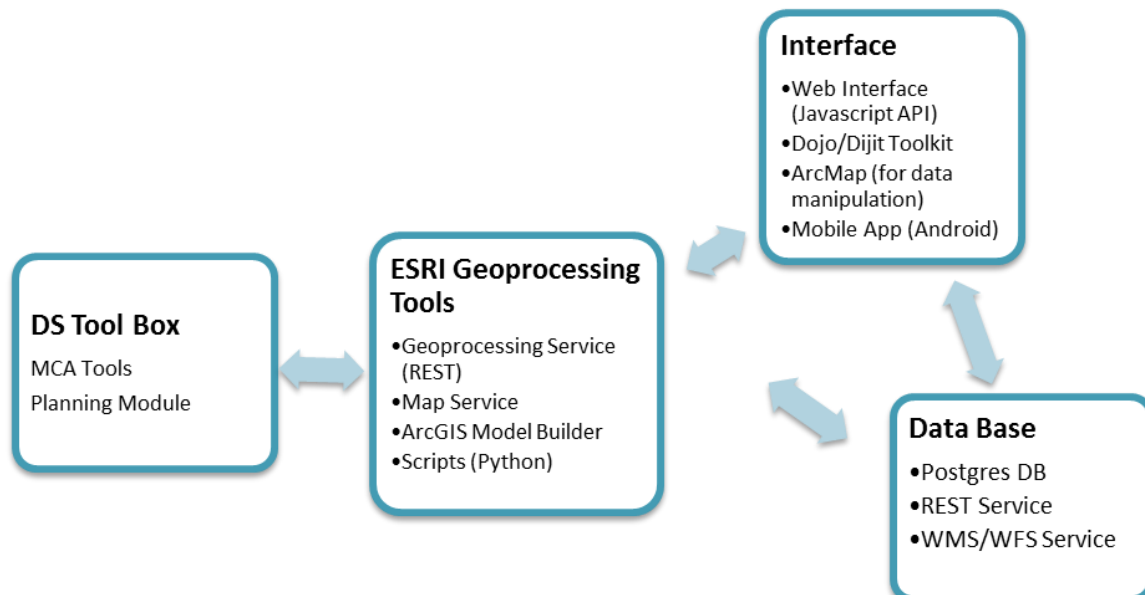 DS Tool Box
MCA Tools
Planning Module
ESRI Geoprocessing
Tools
•Geoprocessing Service
(REST)
•Map Service
•ArcGIS Model Builder
•Scripts (Python)
Interface
•Web Interface
(Javascript API)
•Dojo/Dijit Toolkit
•ArcMap (for data
manipulation)
•Mobile App (Android)
Data Base
•Postgres DB
•REST Service
•WMS/WFS Service